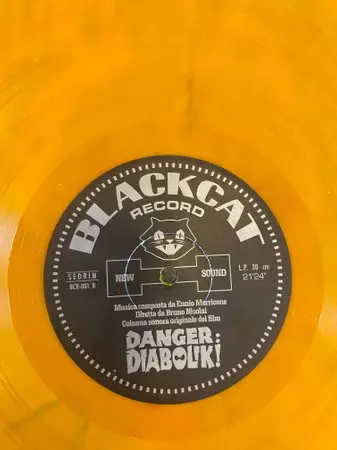 BLACKCAT
RECORD
SEDRIM
BCR-001 B
NEW SOUND
L.P. 30 cm
21'24"
Musica composta da Ennio Morricone
Diretta da Bruno Nicolai
Colonna sonora originale del film
DANGER:
DIABOLIK!